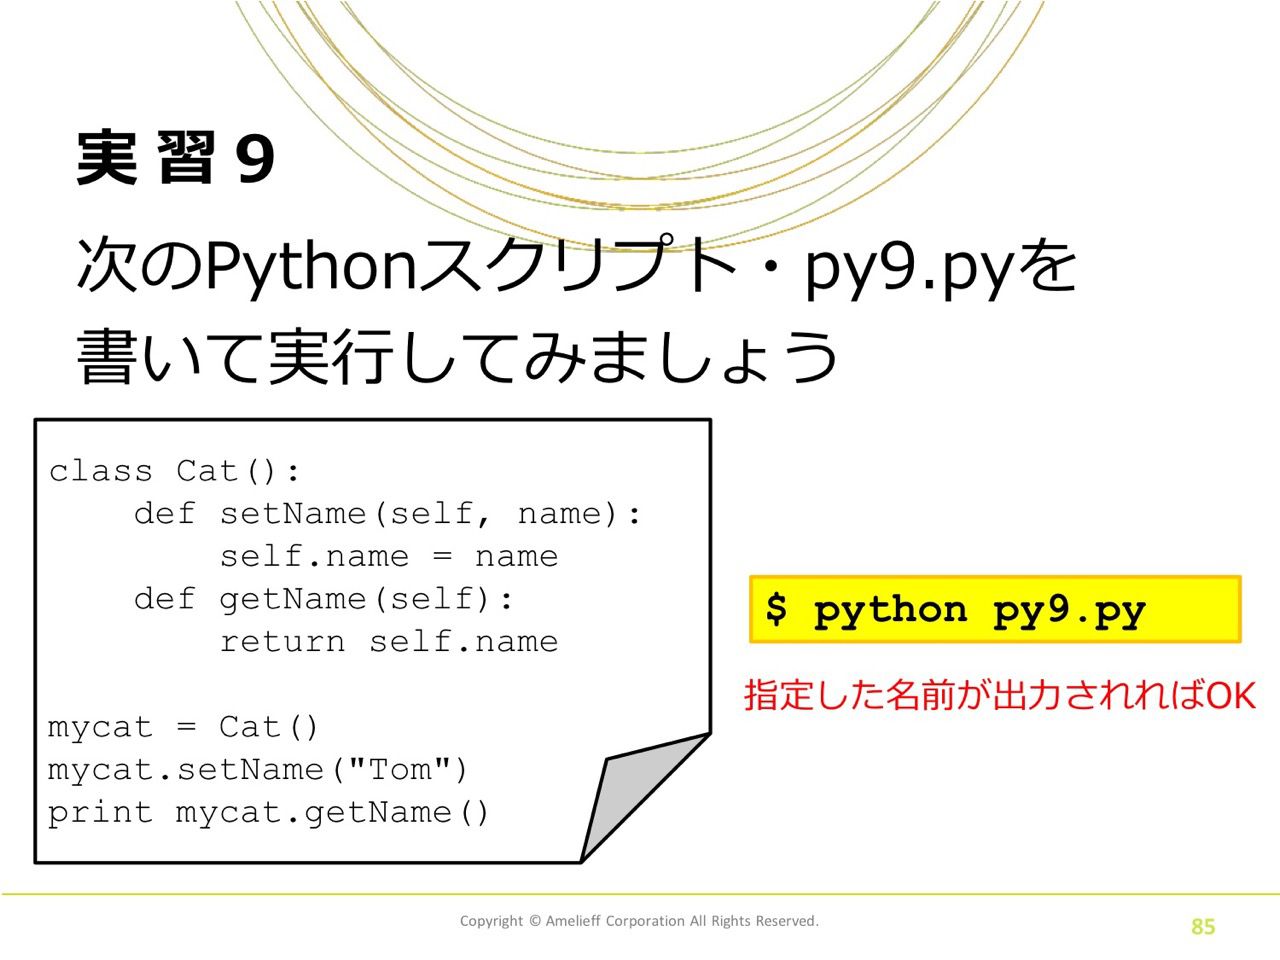 実習９
次のPythonスクリプト・py9.pyを
書いて実行してみましょう
class Cat():
    def setName(self, name):
        self.name = name
    def getName(self):
        return self.name
mycat = Cat()
mycat.setName("Tom")
print mycat.getName()
$ python py9.py
指定した名前が出力されればOK
Copyright © Amelieff Corporation All Rights Reserved.
85